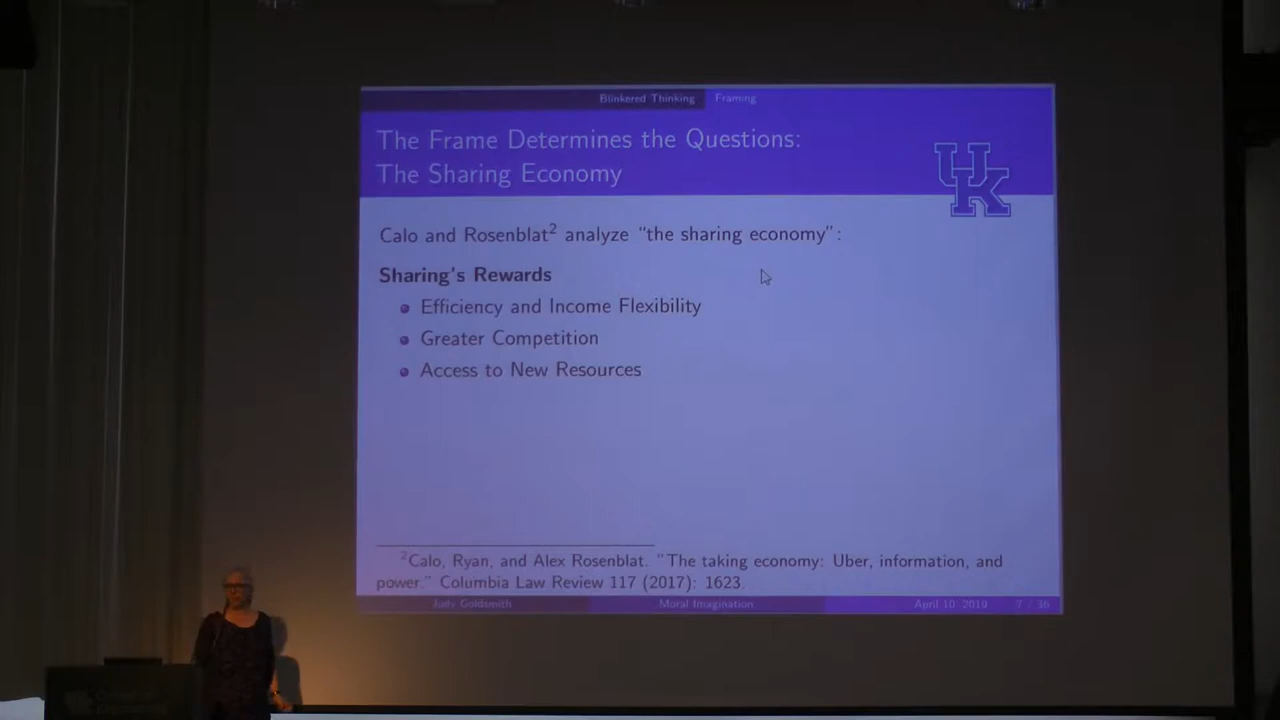 Blinkered Thinking Framing
The Frame Determines the Questions:
The Sharing Economy
UK
Calo and Rosenblat² analyze “the sharing economy”:
Sharing's Rewards
Efficiency and Income Flexibility
Greater Competition
Access to New Resources
²Calo, Ryan, and Alex Rosenblat. "The taking economy: Uber, information, and
power." Columbia Law Review 117 (2017): 1623.
Judy Goldsmith Moral Imagination April 10, 2019 7 / 36